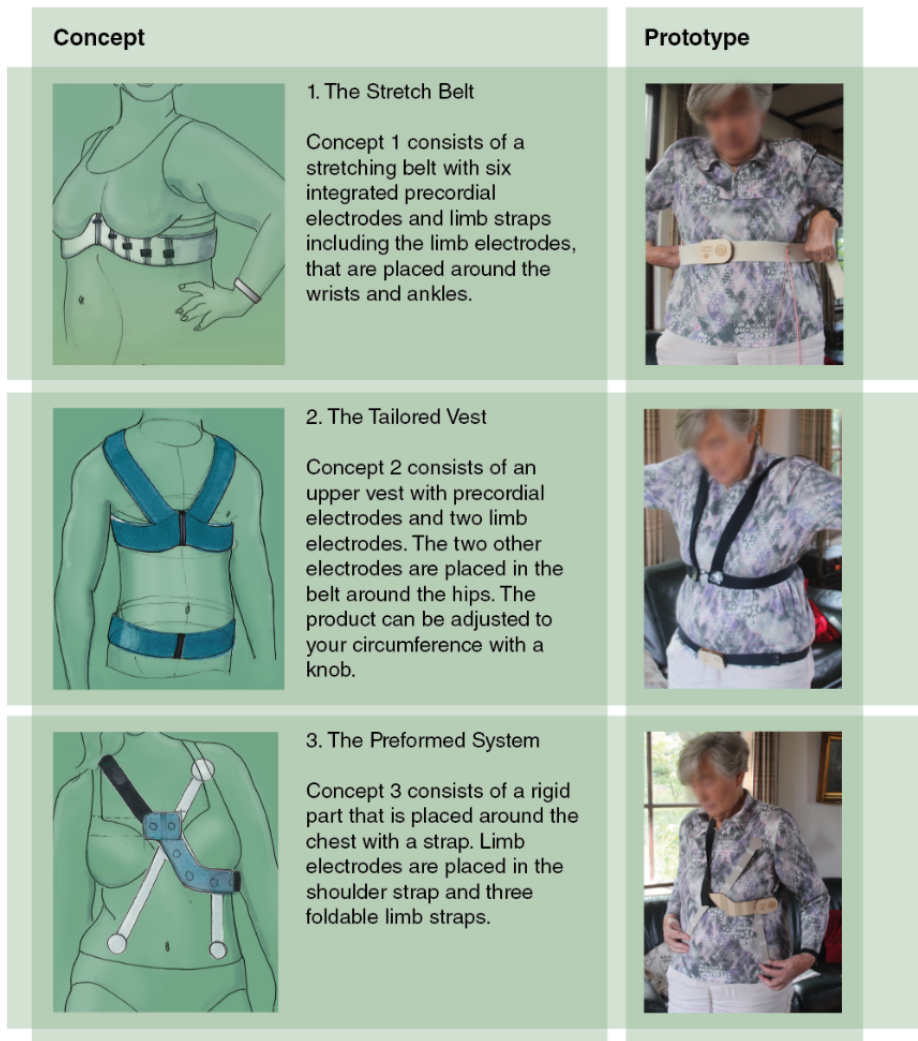 Concept
Prototype
1. The Stretch Belt
Concept 1 consists of a
stretching belt with six
integrated precordial
electrodes and limb straps
including the limb electrodes,
that are placed around the
wrists and ankles.
2. The Tailored Vest
Concept 2 consists of an
upper vest with precordial
electrodes and two limb
electrodes. The two other
electrodes are placed in the
belt around the hips. The
product can be adjusted to
your circumference with a
knob.
3. The Preformed System
Concept 3 consists of a rigid
part that is placed around the
chest with a strap. Limb
electrodes are placed in the
shoulder strap and three
foldable limb straps.